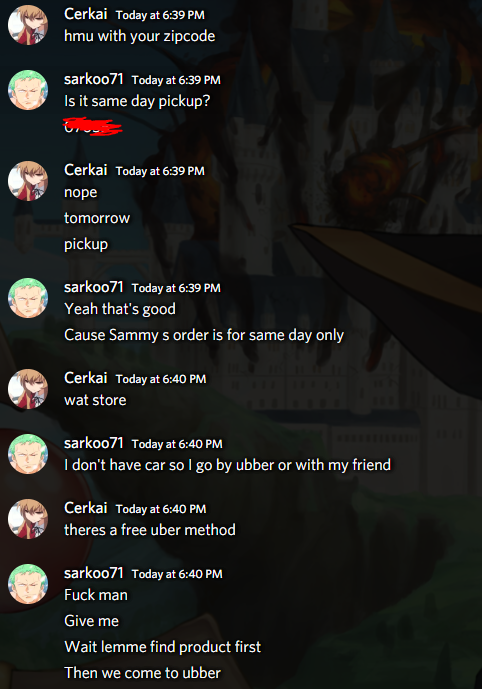 Cerkai Today at 6:39 PM
hmu with your zipcode
sarkoo71 Today at 6:39 PM
Is it same day pickup?
Cerkai Today at 6:39 PM
nope
tomorrow
pickup
sarkoo71 Today at 6:39 PM
Yeah that's good
Cause Sammy s order is for same day only
Cerkai Today at 6:40 PM
wat store
sarkoo71 Today at 6:40 PM
I don't have car so I go by ubber or with my friend
Cerkai Today at 6:40 PM
theres a free uber method
sarkoo71 Today at 6:40 PM
Fuck man
Give me
Wait lemme find product first
Then we come to ubber